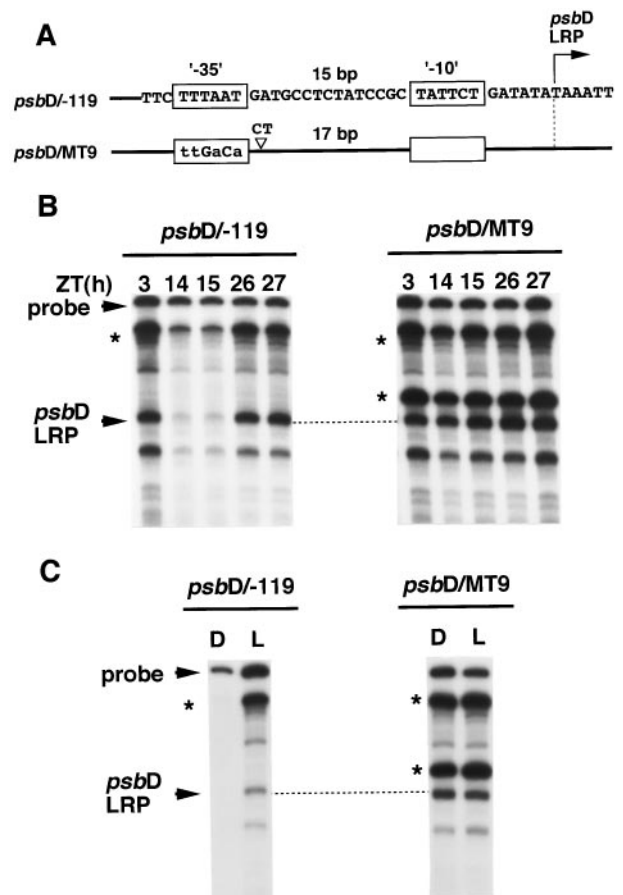 A
psbD
LRP
'-35' 15 bp '-10'
psbD/-119 TTC TTTAAT GATGCCTCTATCCGC TATTCT GATATATAAATT
CT
psbD/MT9 ttGaCa 17 bp
B
psbD/-119 psbD/MT9
ZT(h) 3 14 15 26 27 3 14 15 26 27
probe
* *
*
psbD
LRP
C
psbD/-119 psbD/MT9
D L D L
probe
* *
*
psbD
LRP